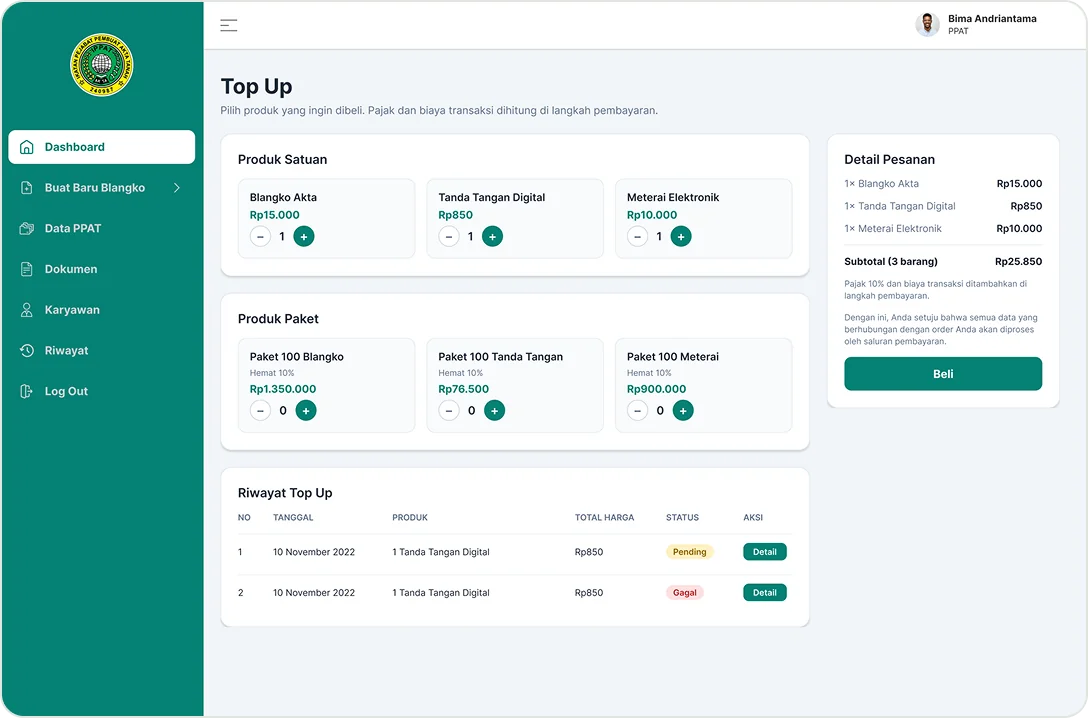 IKATAN PEJABAT PEMBUAT AKTA TANAH
IPPAT
240987
Bima Andriantama
PPAT
Dashboard
Buat Baru Blangko
Data PPAT
Dokumen
Karyawan
Riwayat
Log Out
Top Up
Pilih produk yang ingin dibeli. Pajak dan biaya transaksi dihitung di langkah pembayaran.
Produk Satuan
Blangko Akta
Rp15.000
− 1 +
Tanda Tangan Digital
Rp850
− 1 +
Meterai Elektronik
Rp10.000
− 1 +
Produk Paket
Paket 100 Blangko
Hemat 10%
Rp1.350.000
− 0 +
Paket 100 Tanda Tangan
Hemat 10%
Rp76.500
− 0 +
Paket 100 Meterai
Hemat 10%
Rp900.000
− 0 +
Riwayat Top Up
NO TANGGAL PRODUK TOTAL HARGA STATUS AKSI
1 10 November 2022 1 Tanda Tangan Digital Rp850 Pending Detail
2 10 November 2022 1 Tanda Tangan Digital Rp850 Gagal Detail
Detail Pesanan
1× Blangko Akta Rp15.000
1× Tanda Tangan Digital Rp850
1× Meterai Elektronik Rp10.000
Subtotal (3 barang) Rp25.850
Pajak 10% dan biaya transaksi ditambahkan di
langkah pembayaran.
Dengan ini, Anda setuju bahwa semua data yang
berhubungan dengan order Anda akan diproses
oleh saluran pembayaran.
Beli